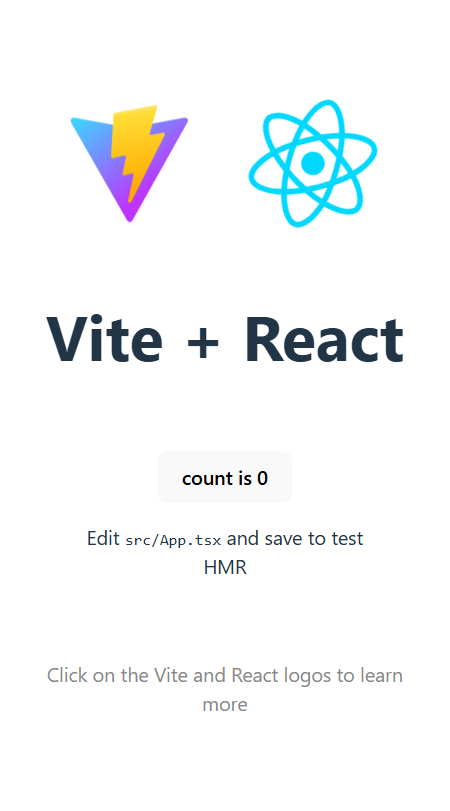 Vite + React
count is 0
Edit src/App.tsx and save to test
HMR
Click on the Vite and React logos to learn
more